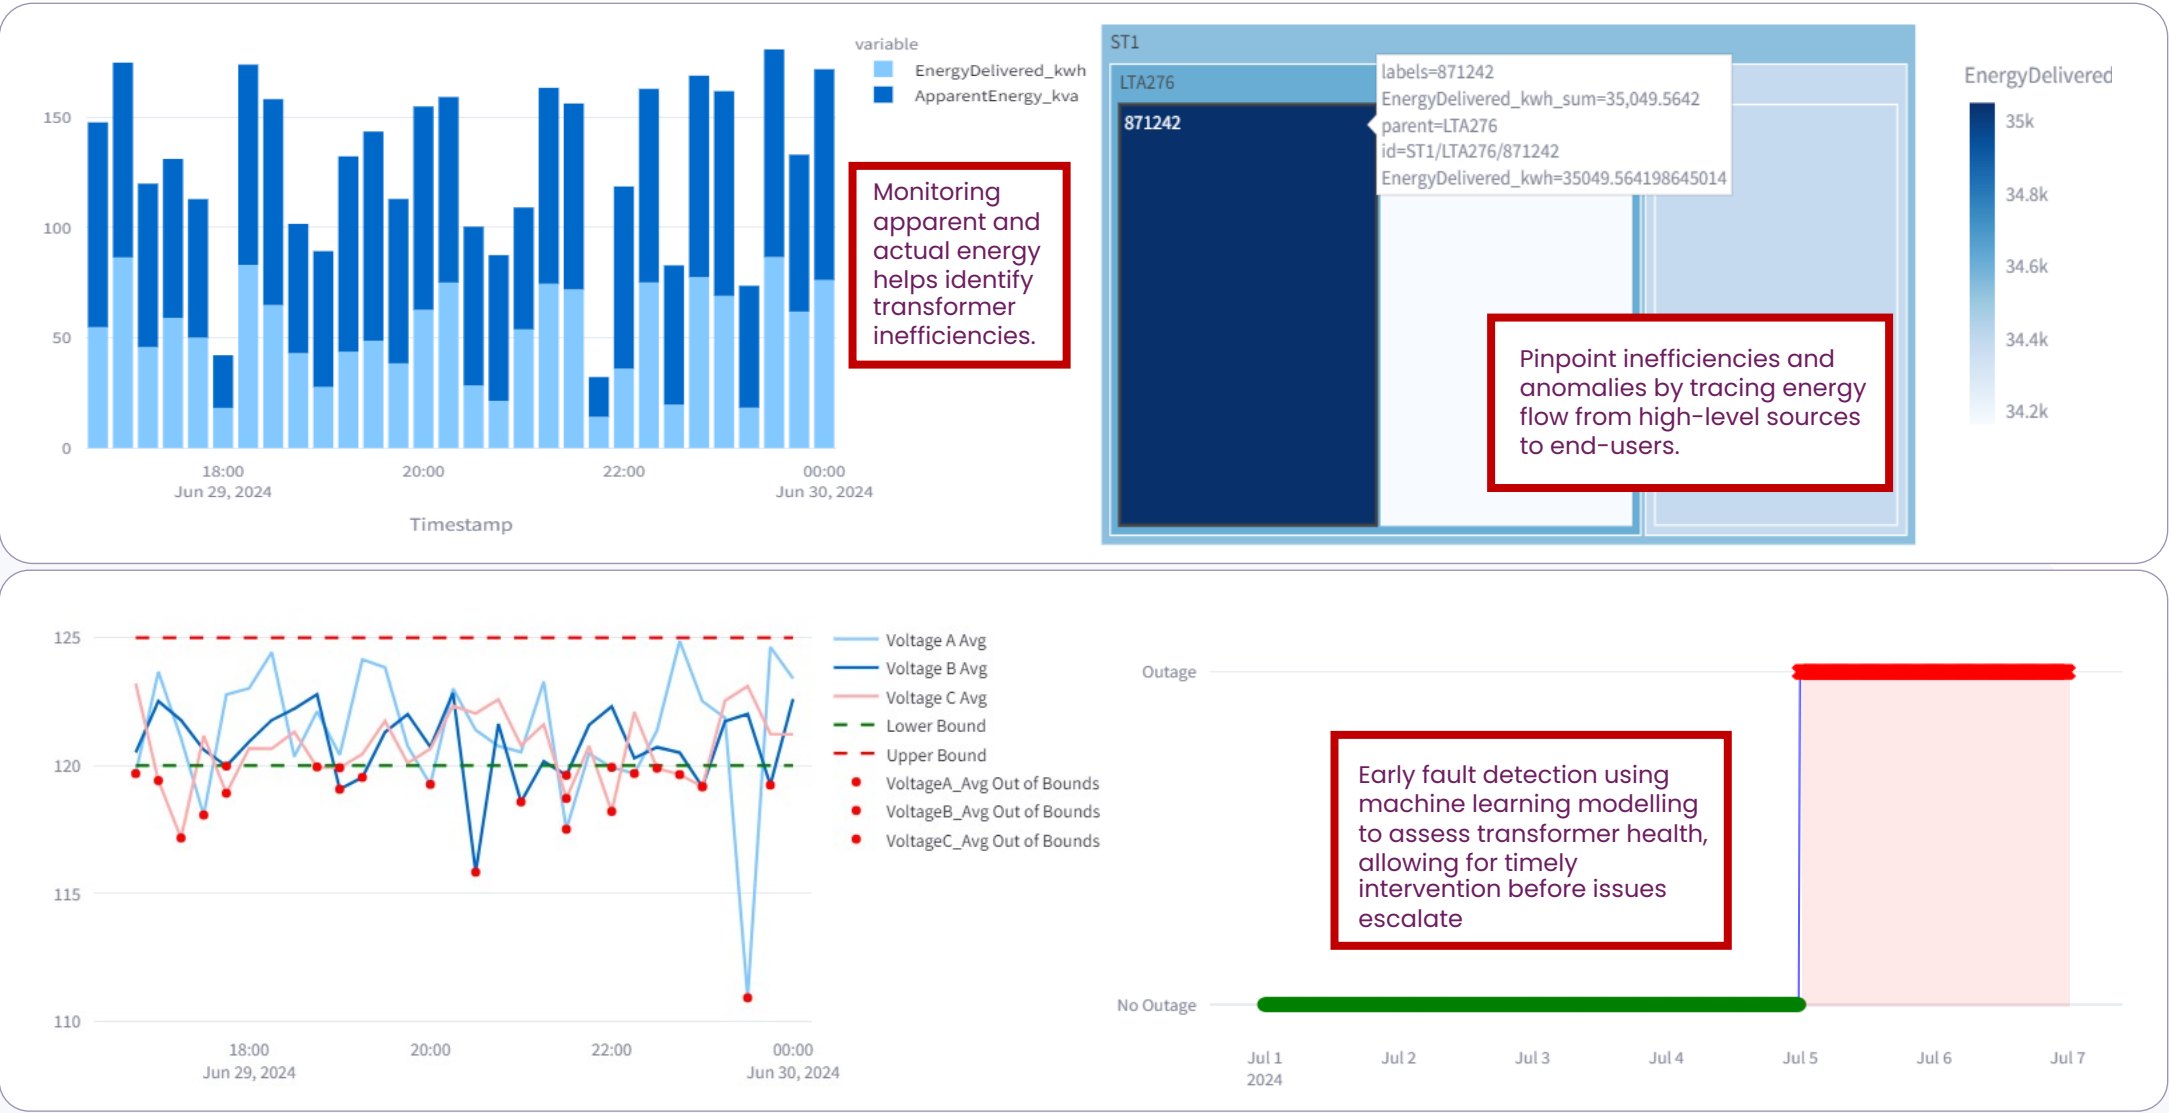 variable
EnergyDelivered_kwh
ApparentEnergy_kva
150
100
50
0
18:00
Jun 29, 2024
20:00
22:00
00:00
Jun 30, 2024
Timestamp
Monitoring
apparent and
actual energy
helps identify
transformer
inefficiencies.
ST1
LTA276
871242
labels=871242
EnergyDelivered_kwh_sum=35,049.5642
parent=LTA276
id=ST1/LTA276/871242
EnergyDelivered_kwh=35049.564198645014
Pinpoint inefficiencies and
anomalies by tracing energy
flow from high-level sources
to end-users.
EnergyDelivered
35k
34.8k
34.6k
34.4k
34.2k
125
120
115
110
18:00
Jun 29, 2024
20:00
22:00
00:00
Jun 30, 2024
Voltage A Avg
Voltage B Avg
Voltage C Avg
Lower Bound
Upper Bound
VoltageA_Avg Out of Bounds
VoltageB_Avg Out of Bounds
VoltageC_Avg Out of Bounds
Outage
No Outage
Early fault detection using
machine learning modelling
to assess transformer health,
allowing for timely
intervention before issues
escalate
Jul 1
2024
Jul 2
Jul 3
Jul 4
Jul 5
Jul 6
Jul 7